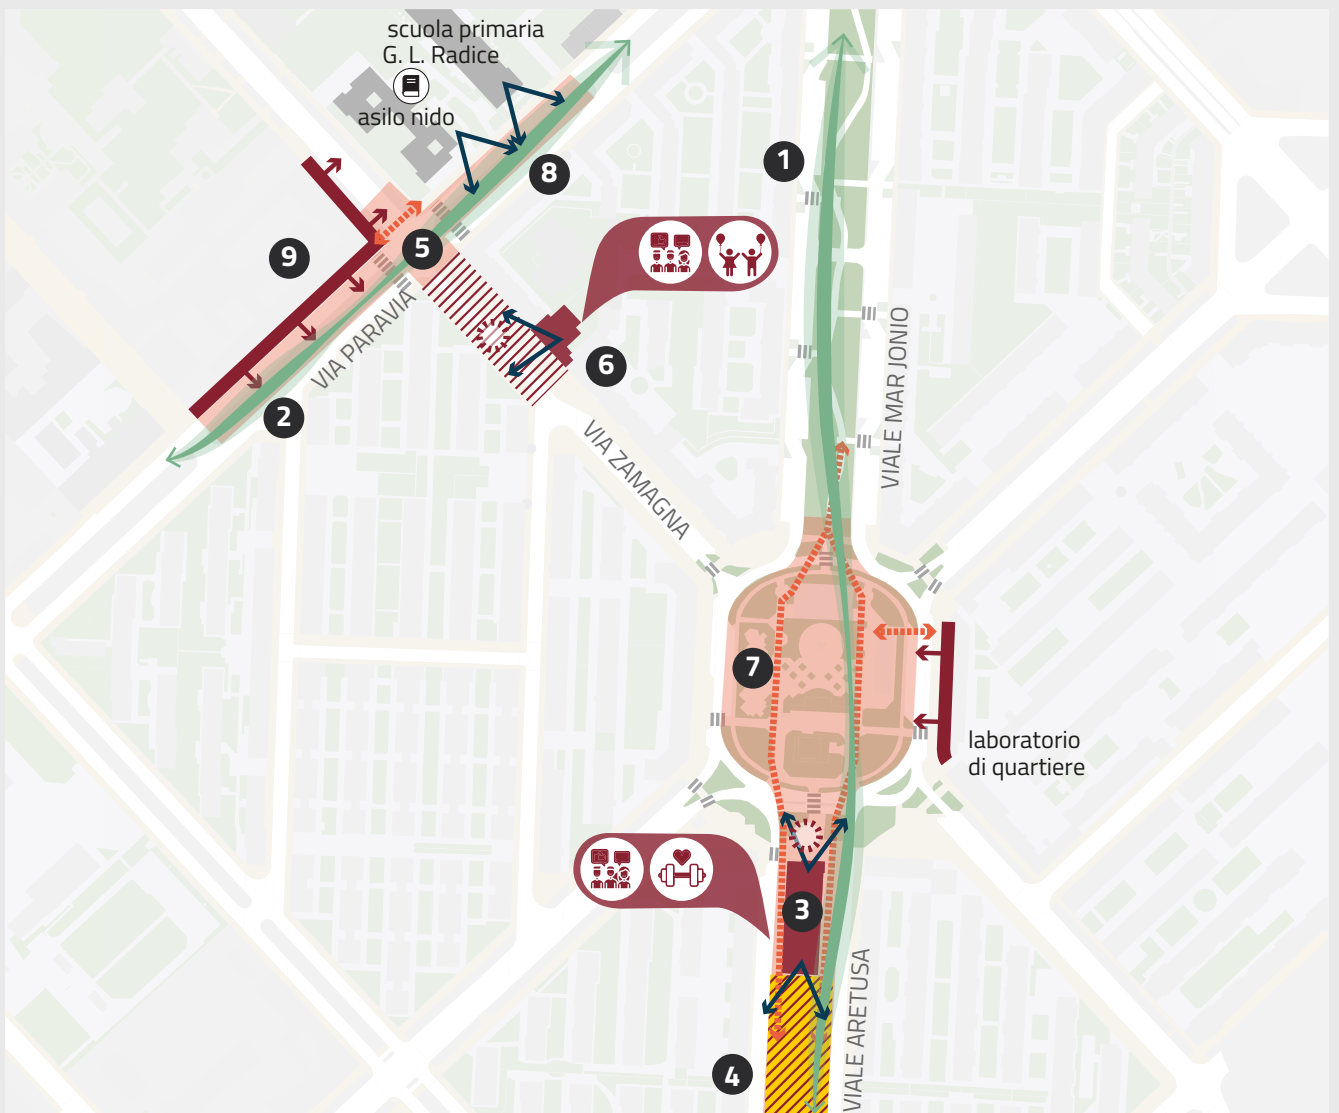 scuola primaria
G. L. Radice
asilo nido
1
8
5
9
6
VIA PARAVIA
VIALE MAR JONIO
2
VIA ZAMAGNA
7
laboratorio
di quartiere
3
VIALE ARETUSA
4